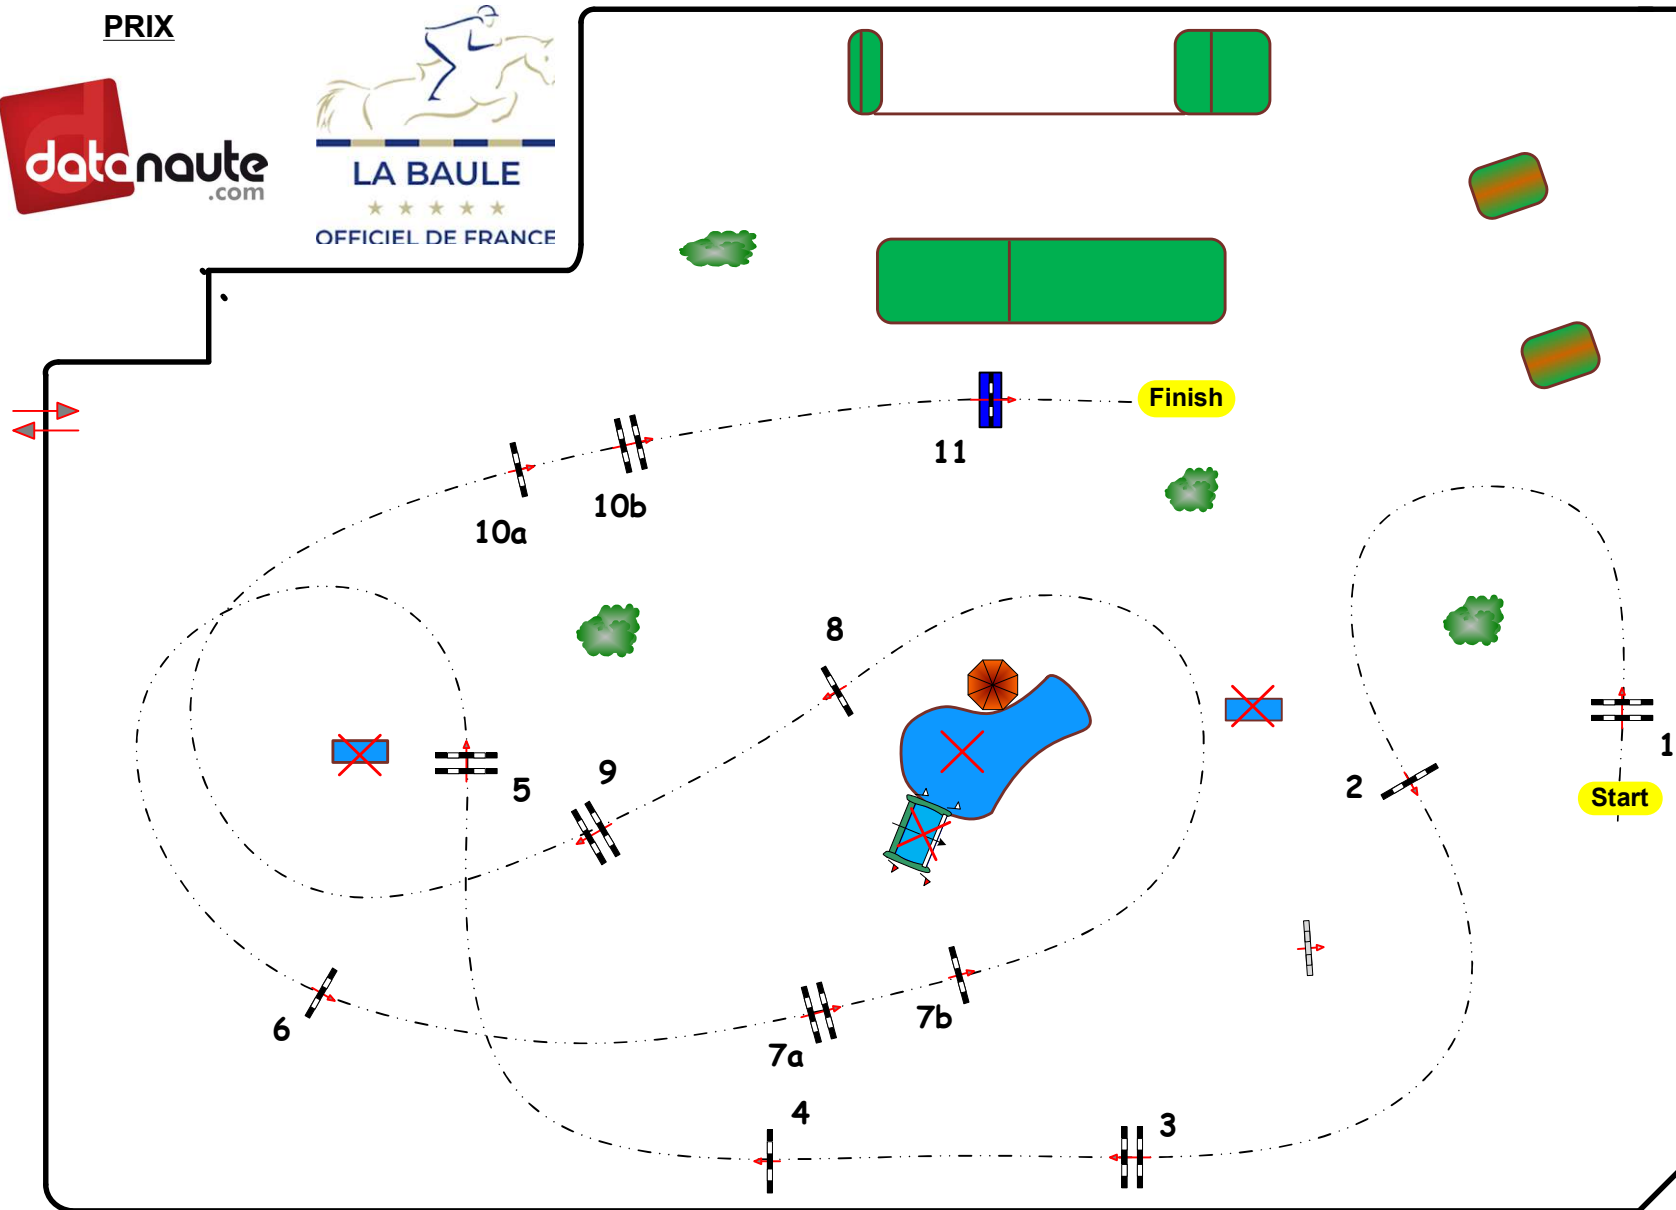 PRIX
datanaute
.com
LA BAULE
OFFICIEL DE FRANCE
Finish
11
10b
10a
8
9
5
1
2
Start
7b
6
7a
4
3